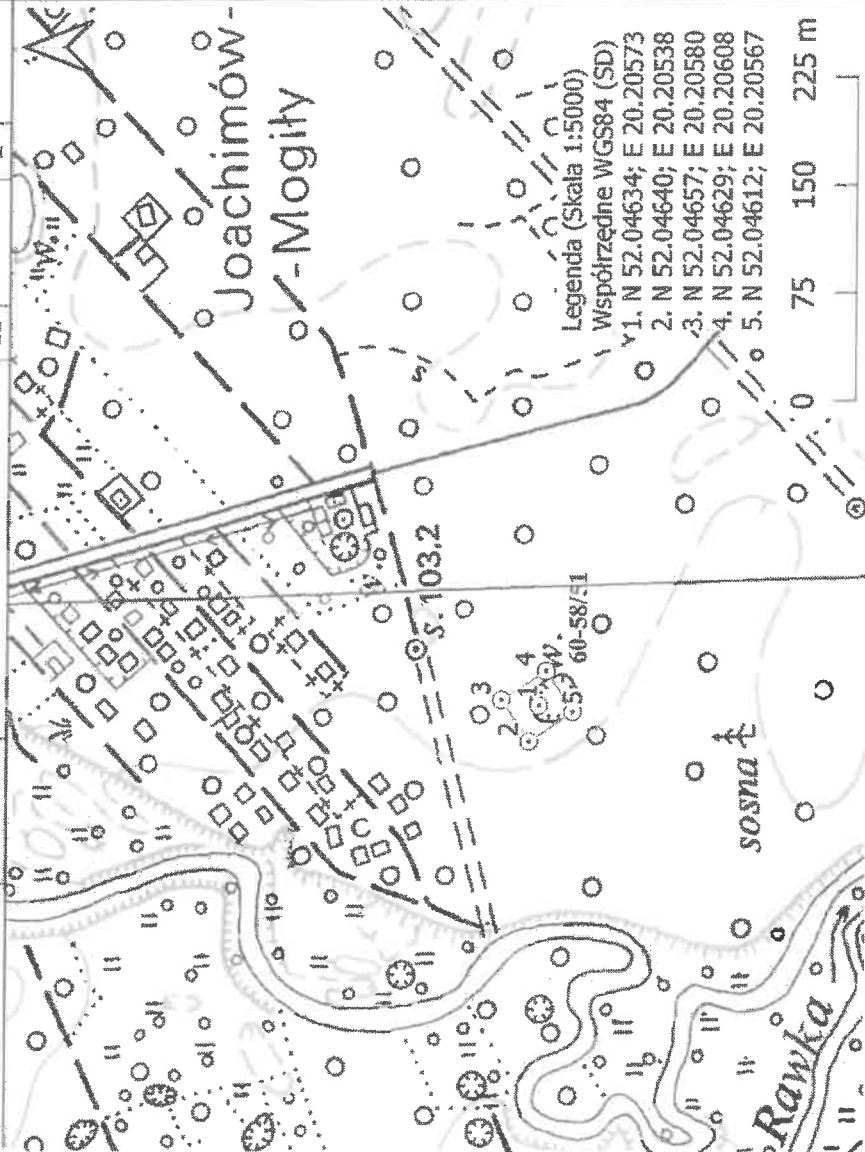 Joachimów-
-Mogiły
Legenda (Skala 1:5000)
Współrzędne WGS84 (SD)
1. N 52.04634; E 20.20573
2. N 52.04640; E 20.20538
3. N 52.04657; E 20.20580
4. N 52.04629; E 20.20608
5. N 52.04612; E 20.20567
0 75 150 225 m
s. 103,2
w.
w.
s
3
4
2
1
5
w.
60-58/51
sosna
Rawka